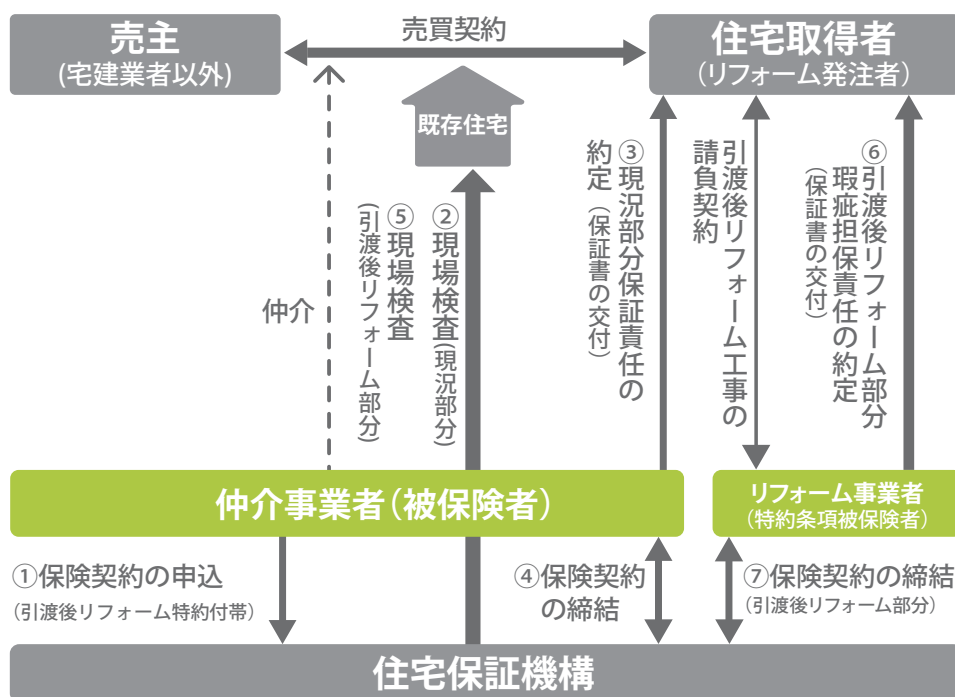 売主
(宅建業者以外)
売買契約
住宅取得者
（リフォーム発注者）
既存住宅
仲介
⑤現場検査
(引渡後リフォーム部分)
②現場検査(現況部分)
③現況部分保証責任の
約定（保証書の交付）
引渡後リフォーム工事の
請負契約
⑥引渡後リフォーム部分
瑕疵担保責任の約定
（保証書の交付）
仲介事業者（被保険者）
リフォーム事業者
（特約条項被保険者）
①保険契約の申込
（引渡後リフォーム特約付帯）
④保険契約
の締結
⑦保険契約の締結
（引渡後リフォーム部分）
住宅保証機構